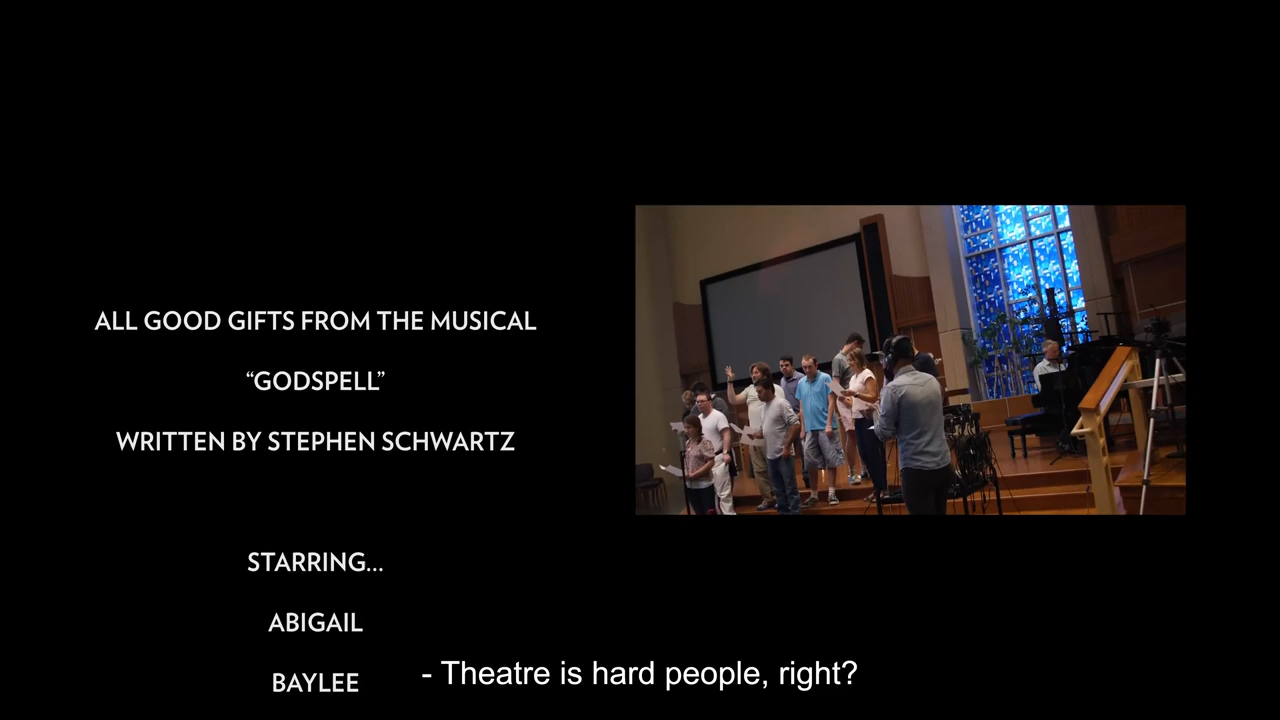 ALL GOOD GIFTS FROM THE MUSICAL
“GODSPELL”
WRITTEN BY STEPHEN SCHWARTZ
STARRING...
ABIGAIL
BAYLEE
- Theatre is hard people, right?